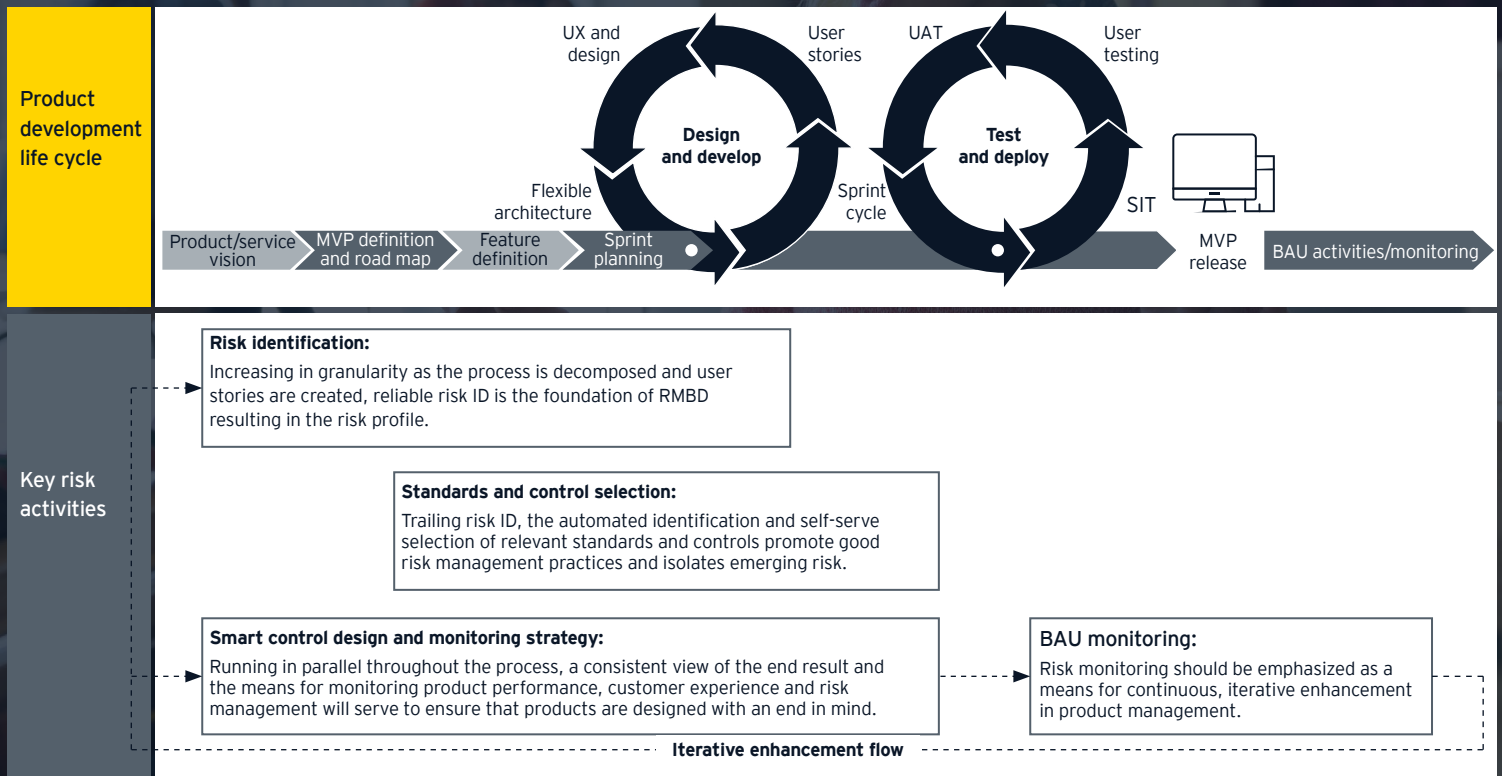 Product
development
life cycle
UX and
design
User
stories
Design
and develop
Flexible
architecture
UAT
User
testing
Test
and deploy
Sprint
cycle
SIT
Product/service
vision
MVP definition
and road map
Feature
definition
Sprint
planning
MVP
release
BAU activities/monitoring
Key risk
activities
Risk identification:
Increasing in granularity as the process is decomposed and user
stories are created, reliable risk ID is the foundation of RMBD
resulting in the risk profile.
Standards and control selection:
Trailing risk ID, the automated identification and self-serve
selection of relevant standards and controls promote good
risk management practices and isolates emerging risk.
Smart control design and monitoring strategy:
Running in parallel throughout the process, a consistent view of the end result and
the means for monitoring product performance, customer experience and risk
management will serve to ensure that products are designed with an end in mind.
BAU monitoring:
Risk monitoring should be emphasized as a
means for continuous, iterative enhancement
in product management.
Iterative enhancement flow